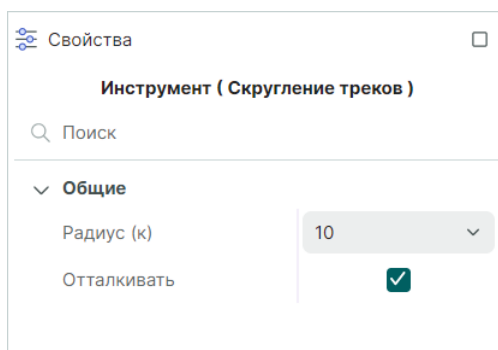 Свойства
Инструмент ( Скругление треков )
Поиск
Общие
Радиус (к) 10
Отталкивать